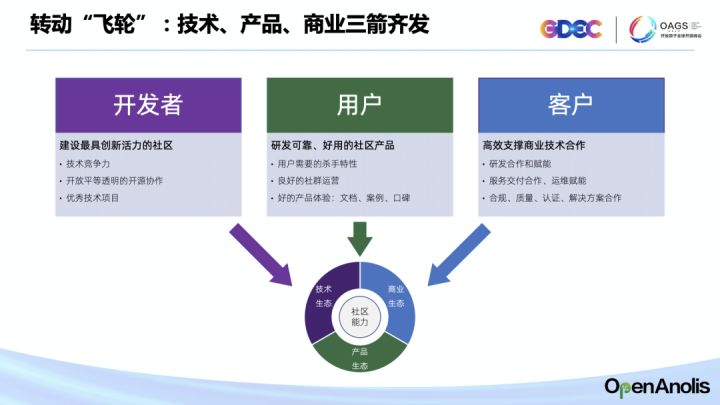 转动“飞轮”：技术、产品、商业三箭齐发
GDEC
OAGS
开放原子全球开源峰会
开发者
建设最具创新活力的社区
• 技术竞争力
• 开放平等透明的开源协作
• 优秀技术项目
用户
研发可靠、好用的社区产品
• 用户需要的杀手特性
• 良好的社群运营
• 好的产品体验：文档、案例、口碑
客户
高效支撑商业技术合作
• 研发合作和赋能
• 服务交付合作、运维赋能
• 合规、质量、认证、解决方案合作
技术
生态
商业
生态
社区
能力
产品
生态
OpenAnolis